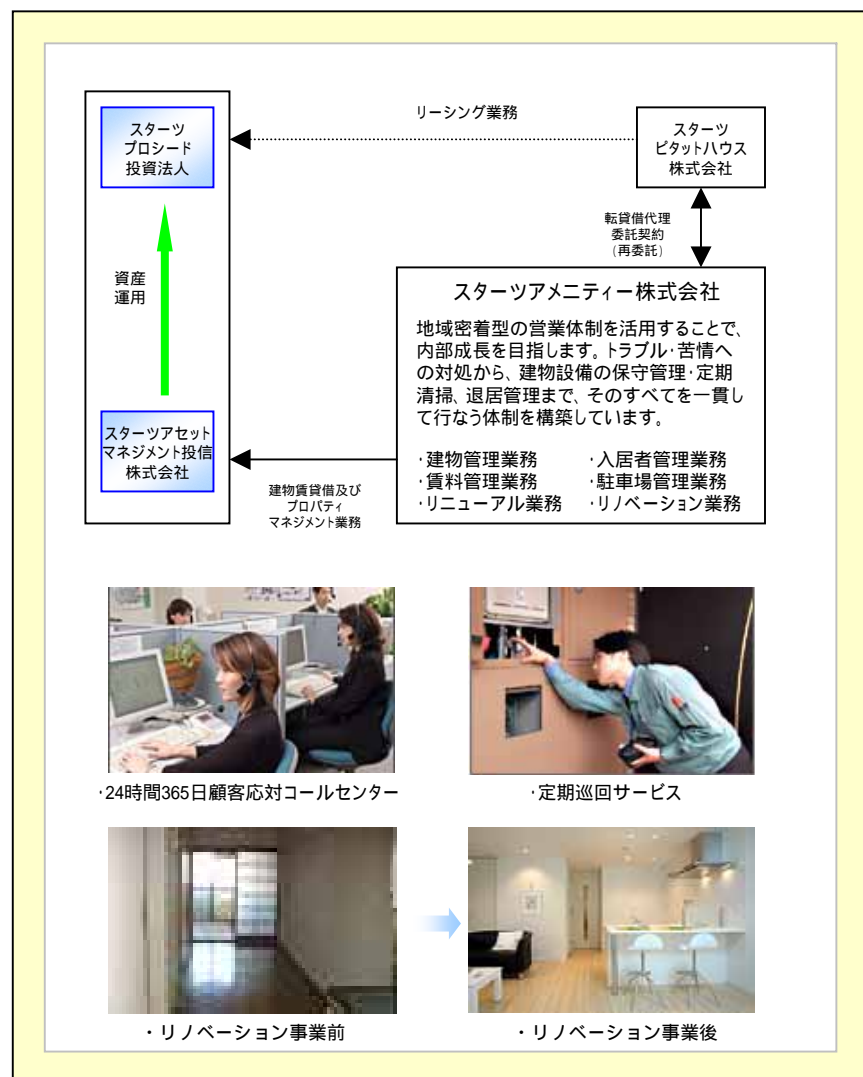 スターツ
プロシード
投資法人
リーシング業務
スターツ
ピタットハウス
株式会社
転貸借代理
委託契約
(再委託)
資産
運用
スターツアメニティー株式会社
地域密着型の営業体制を活用することで、
内部成長を目指します。トラブル・苦情へ
の対処から、建物設備の保守管理・定期
清掃、退居管理まで、そのすべてを一貫し
て行なう体制を構築しています。
・建物管理業務 ・入居者管理業務
・賃料管理業務 ・駐車場管理業務
・リニューアル業務 ・リノベーション業務
スターツアセット
マネジメント投信
株式会社
建物賃貸借及び
プロパティ
マネジメント業務
・24時間365日顧客応対コールセンター
・定期巡回サービス
・リノベーション事業前
・リノベーション事業後